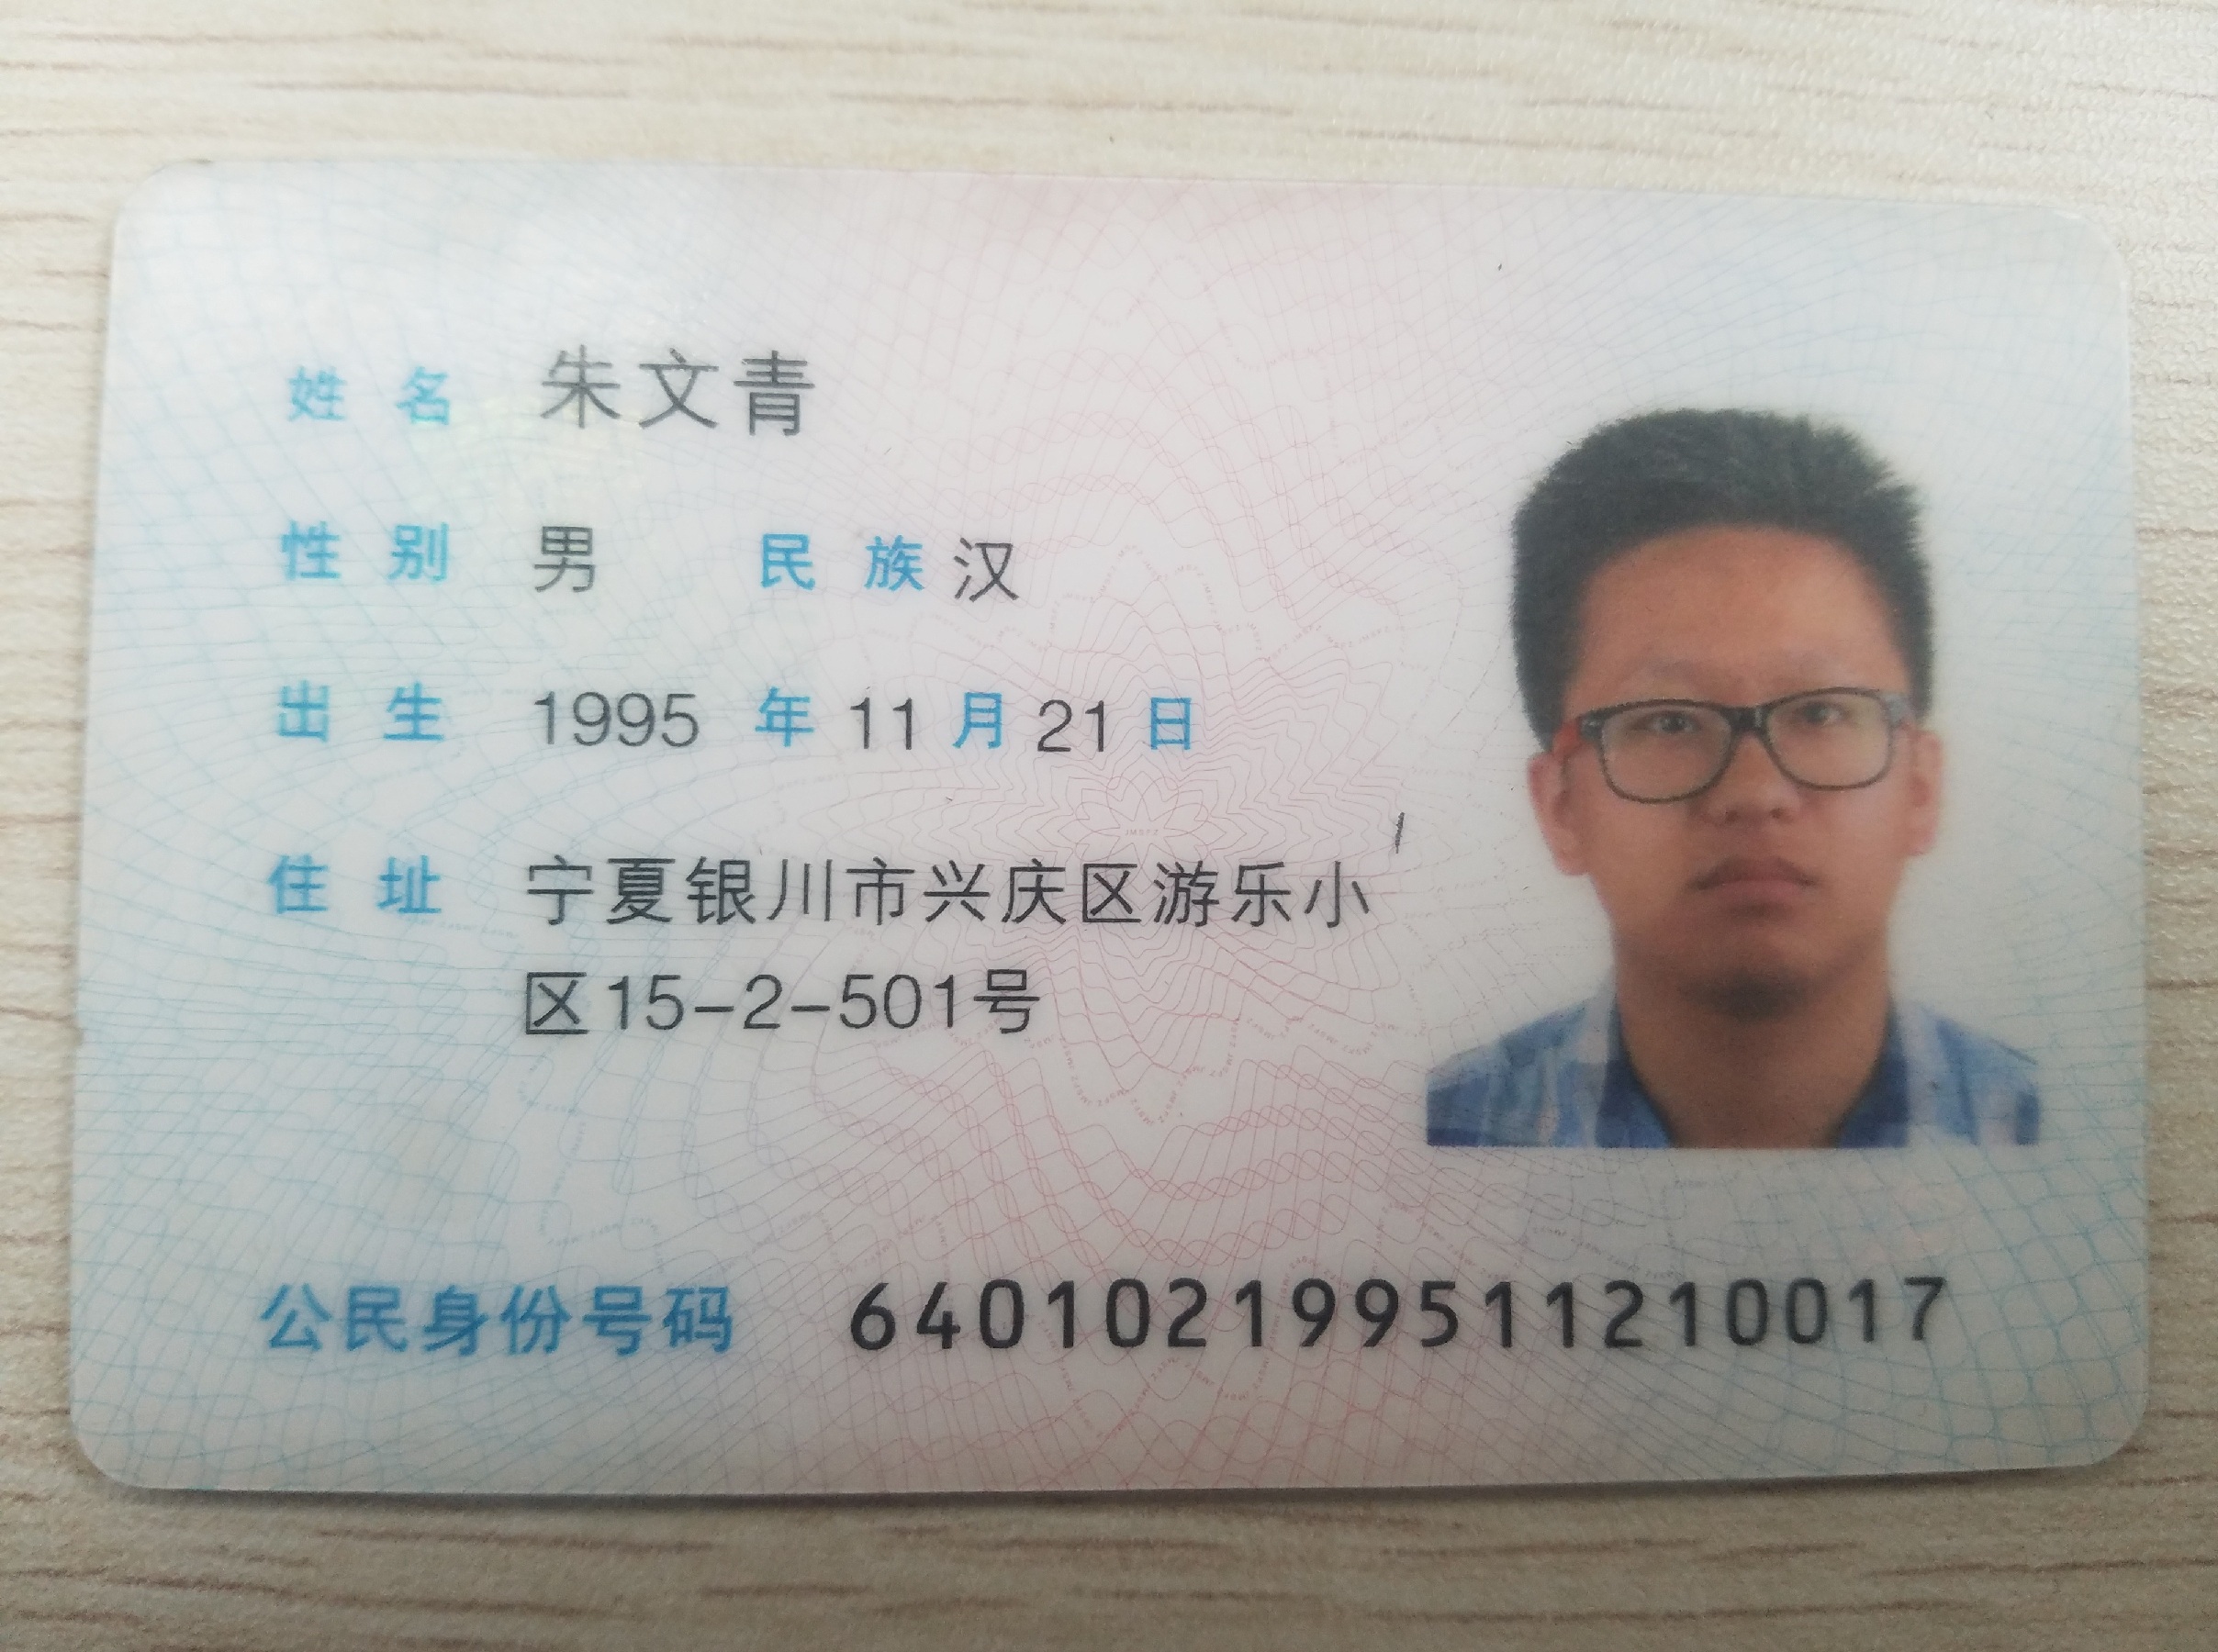 姓名 朱文青
性别 男 民族 汉
出生 1995 年 11 月 21 日
住址 宁夏银川市兴庆区游乐小
区15-2-501号
公民身份号码 640102199511210017